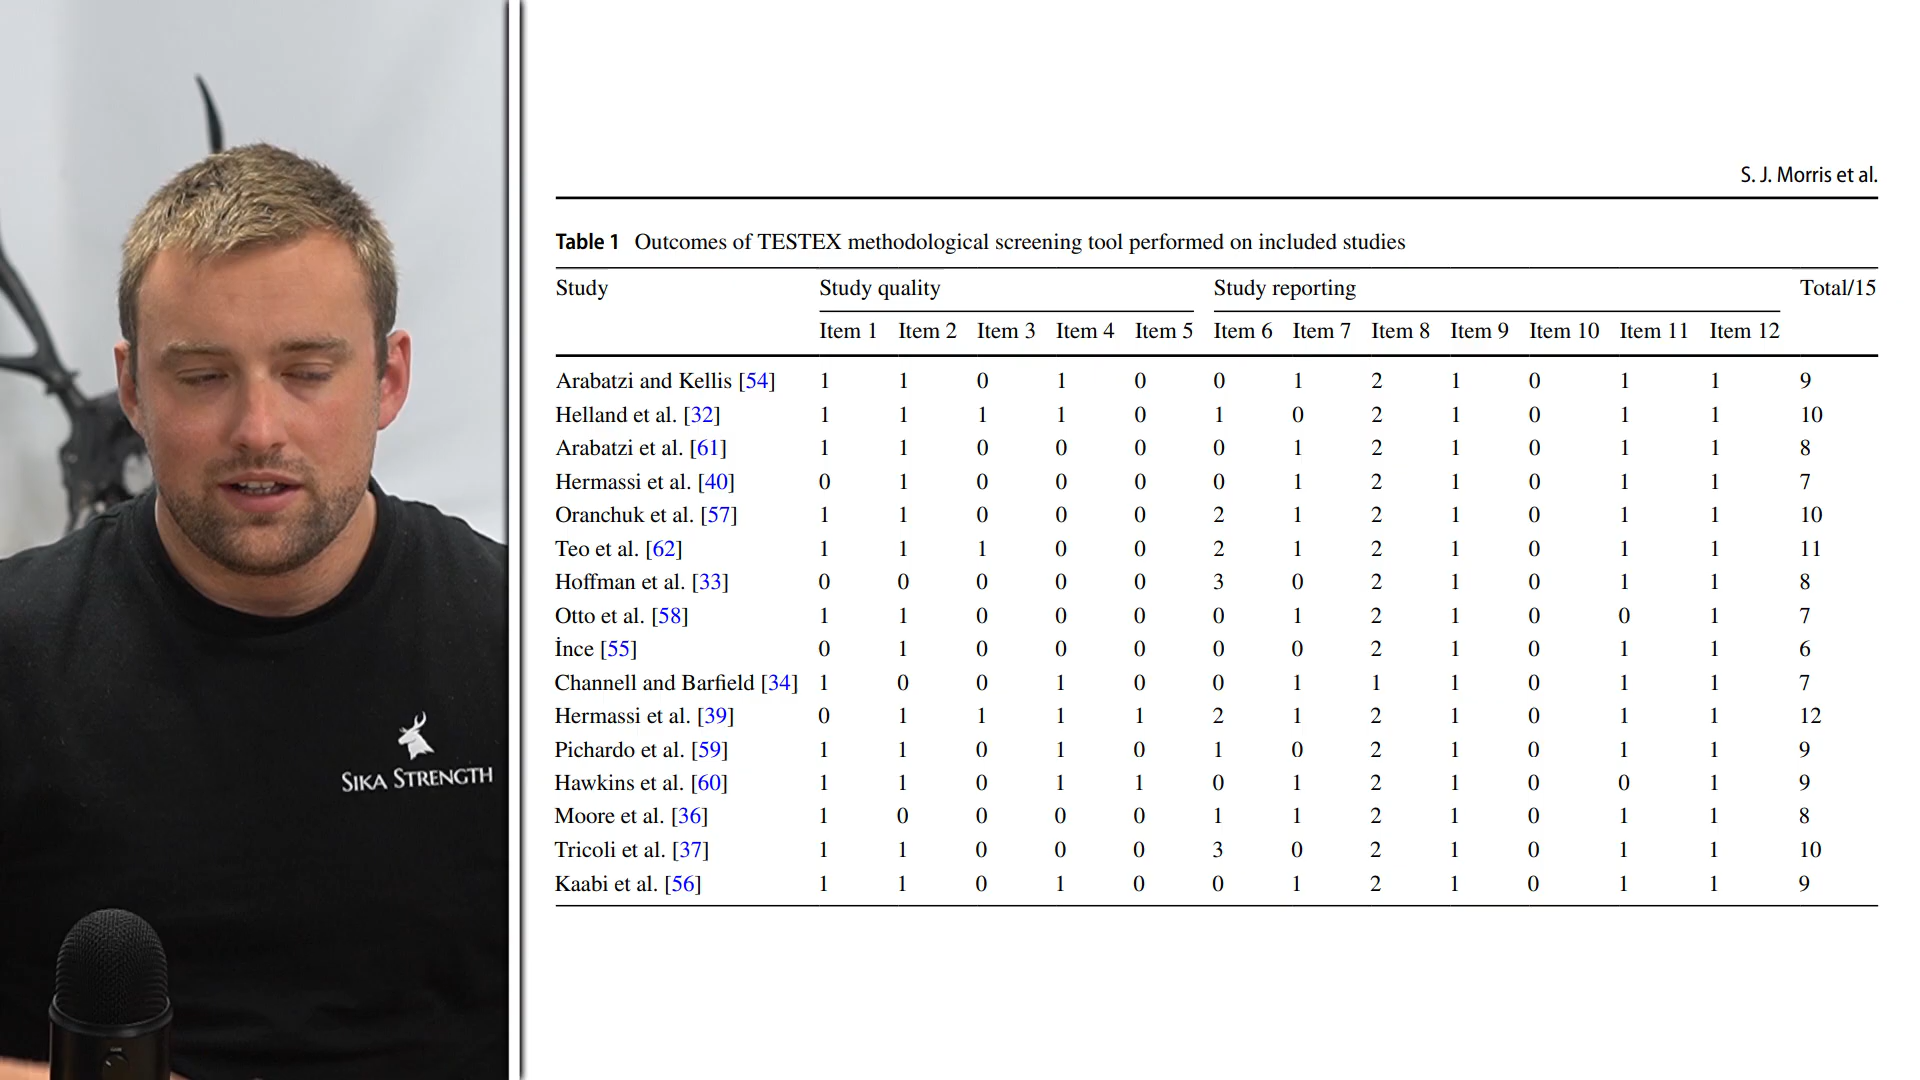 SIKA STRENGTH
S. J. Morris et al.
Table 1 Outcomes of TESTEX methodological screening tool performed on included studies
Study Study quality Study reporting Total/15
Item 1 Item 2 Item 3 Item 4 Item 5 Item 6 Item 7 Item 8 Item 9 Item 10 Item 11 Item 12
Arabatzi and Kellis [54] 1 1 0 1 0 0 1 2 1 0 1 1 9
Helland et al. [32] 1 1 1 1 0 1 0 2 1 0 1 1 10
Arabatzi et al. [61] 1 1 0 0 0 0 1 2 1 0 1 1 8
Hermassi et al. [40] 0 1 0 0 0 0 1 2 1 0 1 1 7
Oranchuk et al. [57] 1 1 0 0 0 2 1 2 1 0 1 1 10
Teo et al. [62] 1 1 1 0 0 2 1 2 1 0 1 1 11
Hoffman et al. [33] 0 0 0 0 0 3 0 2 1 0 1 1 8
Otto et al. [58] 1 1 0 0 0 0 1 2 1 0 0 1 7
İnce [55] 0 1 0 0 0 0 0 2 1 0 1 1 6
Channell and Barfield [34] 1 0 0 1 0 0 1 1 1 0 1 1 7
Hermassi et al. [39] 0 1 1 1 1 2 1 2 1 0 1 1 12
Pichardo et al. [59] 1 1 0 1 0 1 0 2 1 0 1 1 9
Hawkins et al. [60] 1 1 0 1 1 0 1 2 1 0 0 1 9
Moore et al. [36] 1 0 0 0 0 1 1 2 1 0 1 1 8
Tricoli et al. [37] 1 1 0 0 0 3 0 2 1 0 1 1 10
Kaabi et al. [56] 1 1 0 1 0 0 1 2 1 0 1 1 9